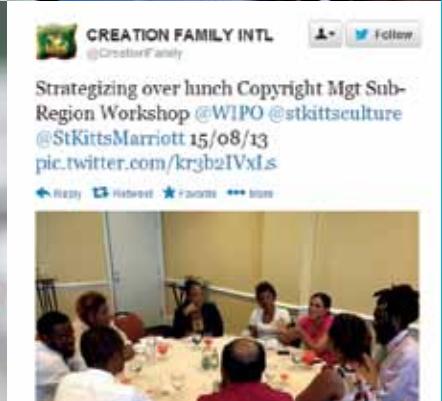 CREATION FAMILY INTL
@CreationFamily
Follow
Strategizing over lunch Copyright Mgt Sub-
Region Workshop @WIPO @stkittsculture
@StKittsMarriott 15/08/13
pic.twitter.com/kr3b2IVxLs
Reply Retweet Favorite More